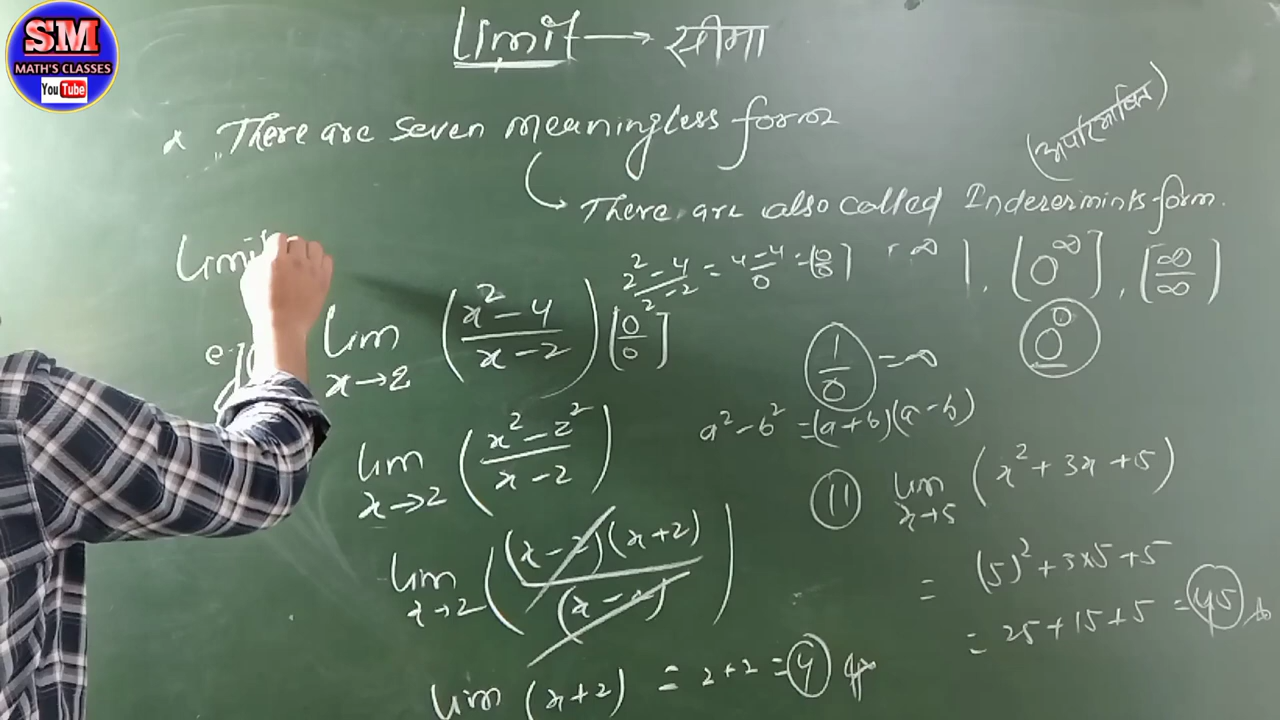 SM
MATH'S CLASSES
YouTube
Limit → सीमा
* There are seven meaningless form
(अपरिभाषित)
→ There are also called Indetermints form.
Limit
2² - 4 / 2 - 2 = 4 - 4 / 0 = [0/0]
∞ ], [0^∞], [∞/∞]
0⁰
e.g. lim x→2 (x² - 4 / x - 2) [0/0]
1/0 = ∞
a² - b² = (a+b)(a-b)
lim x→2 (x² - 2² / x - 2)
(11) lim x→5 (x² + 3x + 5)
lim x→2 ((x-2)(x+2) / (x-2))
= (5)² + 3×5 + 5
= 25 + 15 + 5 = 45
lim (x+2) = 2+2 = 4